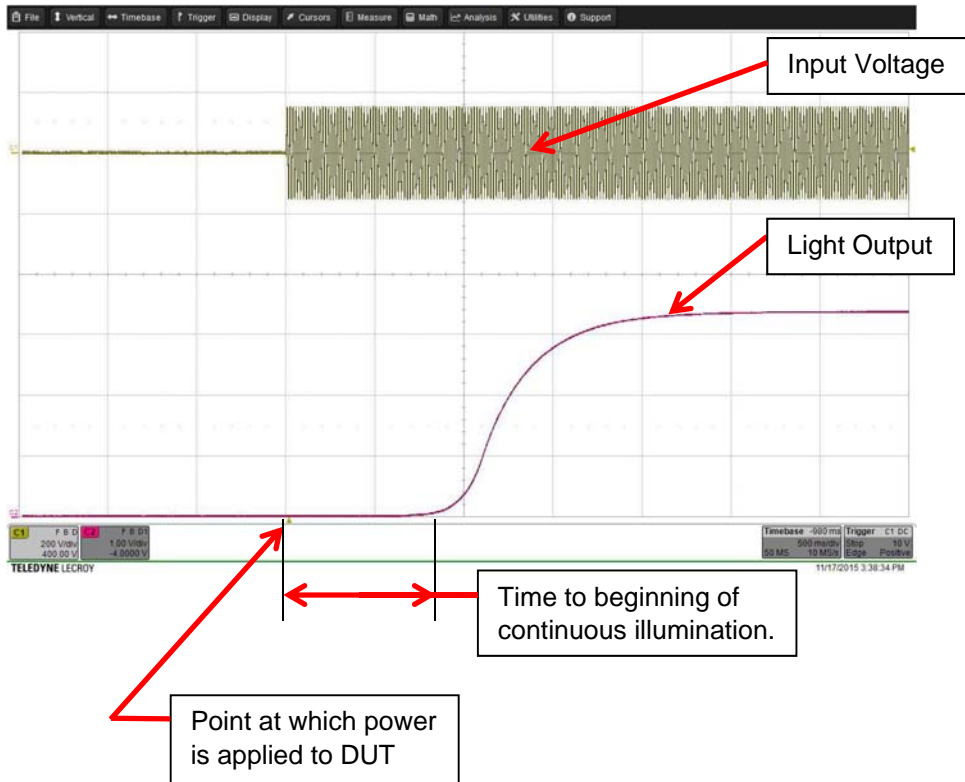 File Vertical Timebase Trigger Display Cursors Measure Math Analysis Utilities Support
Input Voltage
C1
Light Output
C2
C1 F B D
200 V/div
400.00 V
C2 F B D1
1.00 V/div
-4.0000 V
Timebase -980 ms
500 ms/div
50 MS 10 MS/s
Trigger C1 DC
Stop 10 V
Edge Positive
TELEDYNE LECROY
11/17/2015 3:38:34 PM
Time to beginning of
continuous illumination.
Point at which power
is applied to DUT